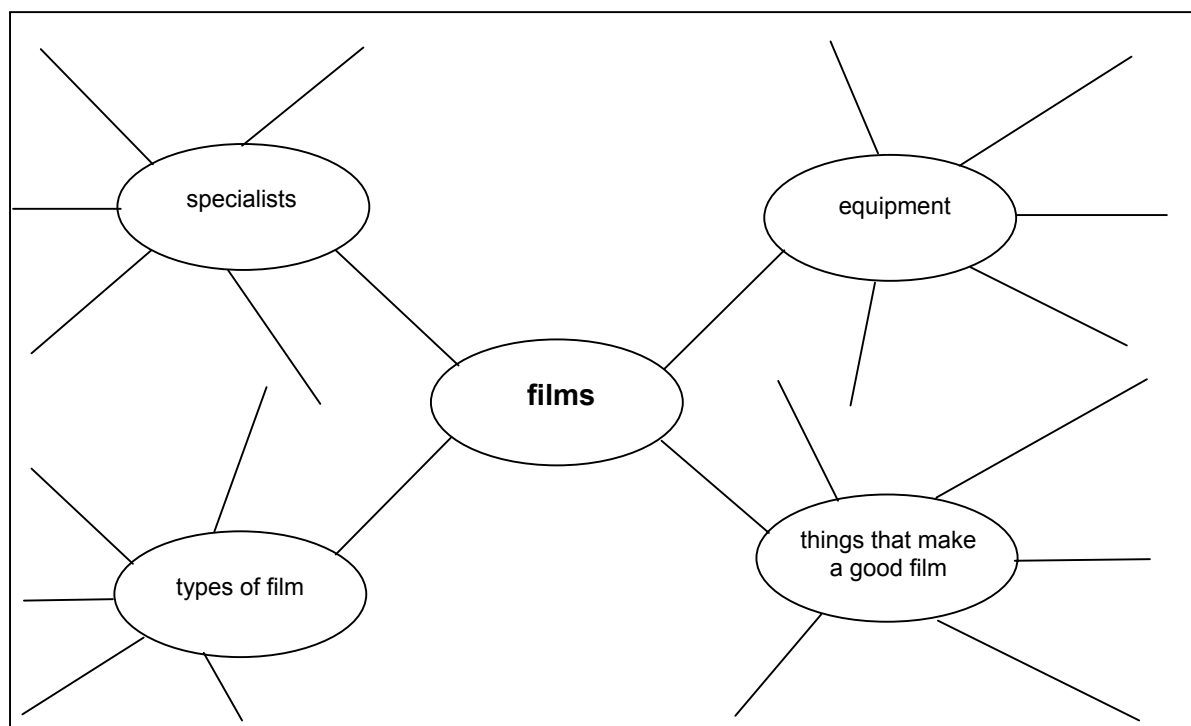 specialists
equipment
films
types of film
things that make
a good film